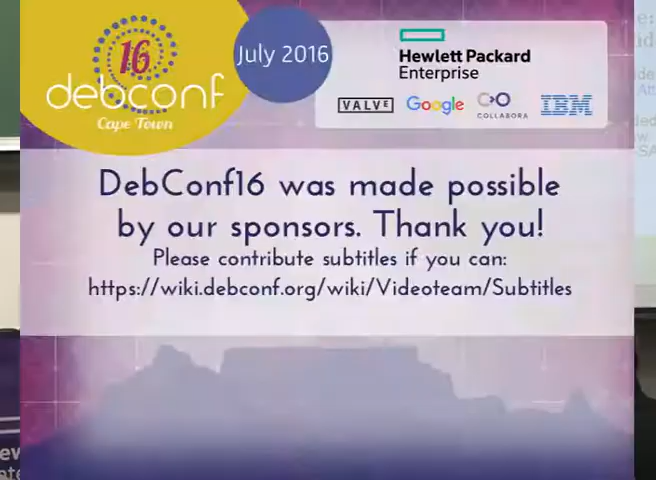 16
debconf
Cape Town
July 2016
Hewlett Packard
Enterprise
VALVE
Google
COLLABORA
IBM
DebConf16 was made possible
by our sponsors. Thank you!
Please contribute subtitles if you can:
https://wiki.debconf.org/wiki/Videoteam/Subtitles